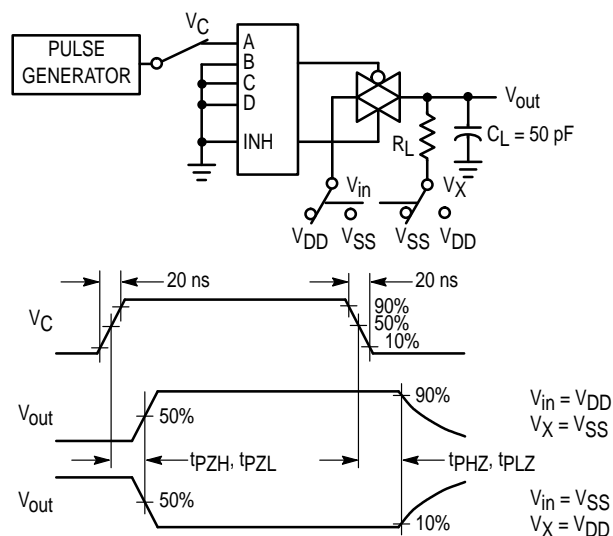 PULSE
GENERATOR
VC
A
B
C
D
INH
Vout
RL
CL = 50 pF
Vin
VX
VDD
VSS
VSS
VDD
20 ns
20 ns
VC
90%
50%
10%
Vout
50%
90%
Vin = VDD
VX = VSS
tPZH, tPZL
tPHZ, tPLZ
Vout
50%
10%
Vin = VSS
VX = VDD